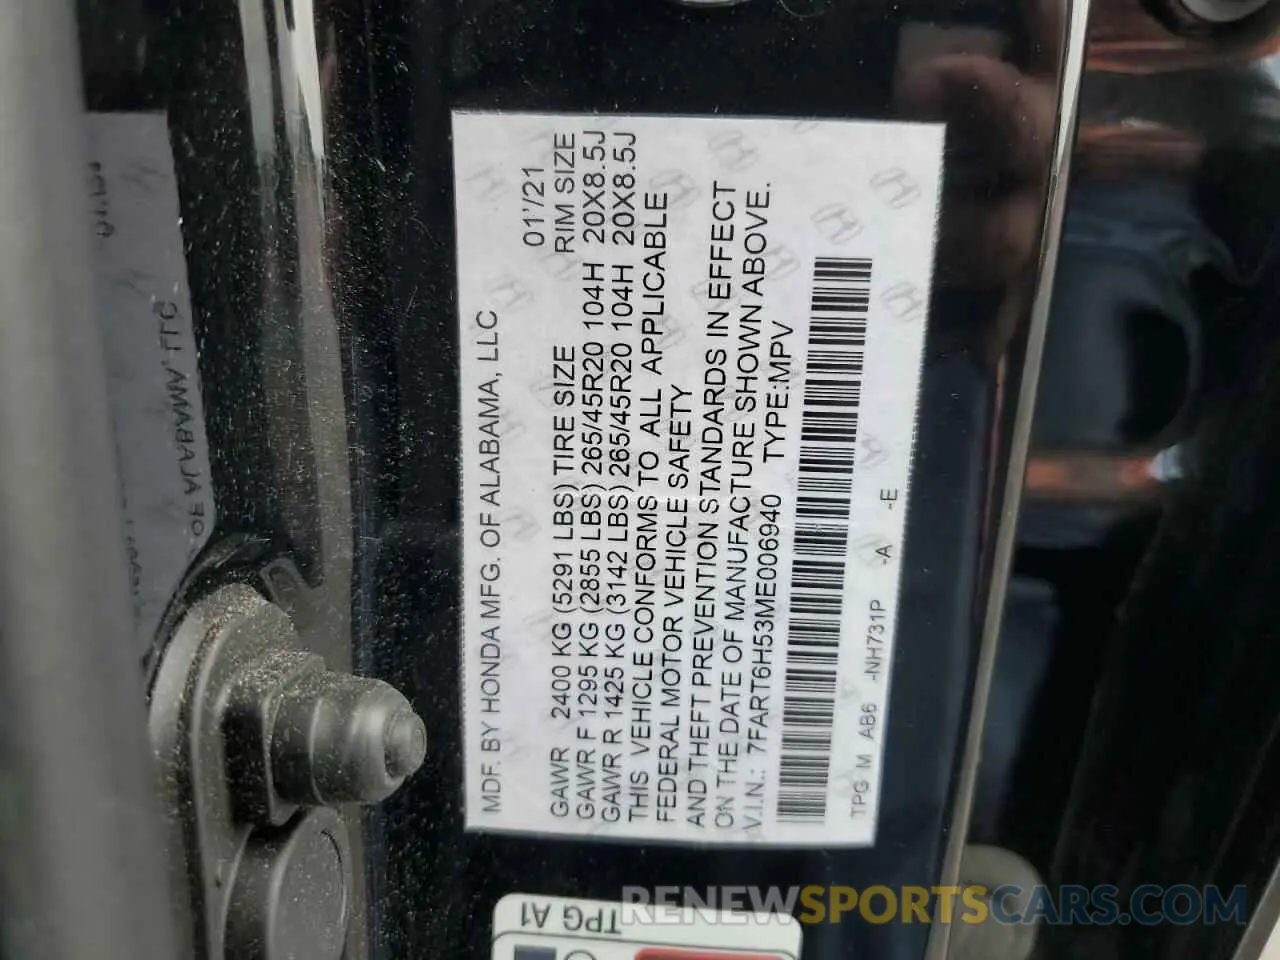 MDF. BY HONDA MFG. OF ALABAMA, LLC
01'/21
GAWR 2400 KG (5291 LBS) TIRE SIZE RIM SIZE
GAWR F 1295 KG (2855 LBS) 265/45R20 104H 20X8.5J
GAWR R 1425 KG (3142 LBS) 265/45R20 104H 20X8.5J
THIS VEHICLE CONFORMS TO ALL APPLICABLE
FEDERAL MOTOR VEHICLE SAFETY
AND THEFT PREVENTION STANDARDS IN EFFECT
ON THE DATE OF MANUFACTURE SHOWN ABOVE.
V.I.N.: 7FART6H53ME006940 TYPE:MPV
TPG M AB6 -NH731P -A -E
TPG A1
OF ALABAMA, LLC
RENEWSPORTSCARS.COM